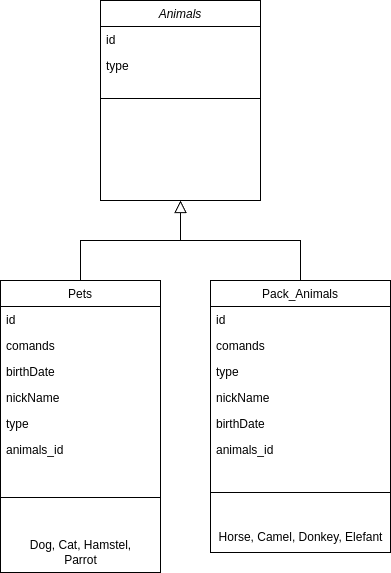 Animals
id
type
Pets
id
comands
birthDate
nickName
type
animals_id
Dog, Cat, Hamstel,
Parrot
Pack_Animals
id
comands
type
nickName
birthDate
animals_id
Horse, Camel, Donkey, Elefant